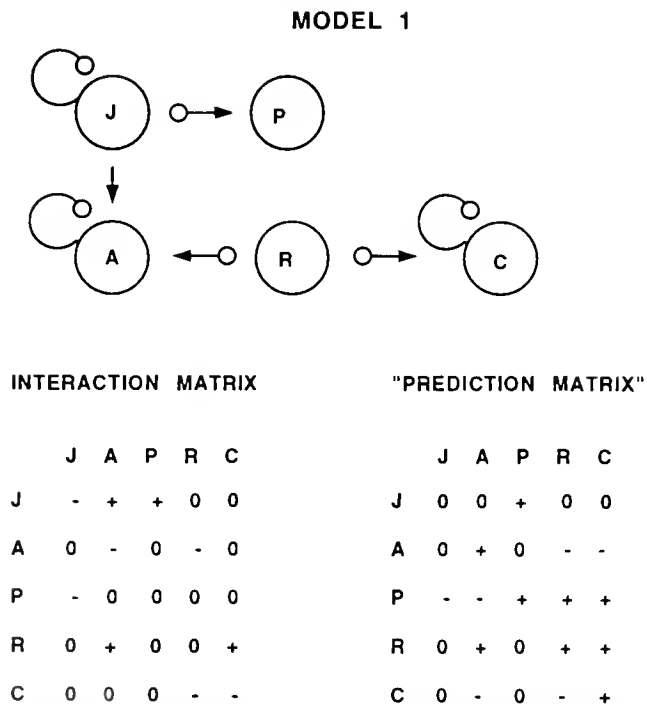 MODEL 1
J P
A R C
INTERACTION MATRIX "PREDICTION MATRIX"
J A P R C J A P R C
J - + + 0 0 J 0 0 + 0 0
A 0 - 0 - 0 A 0 + 0 - -
P - 0 0 0 0 P - - + + +
R 0 + 0 0 + R 0 + 0 + +
C 0 0 0 - - C 0 - 0 - +